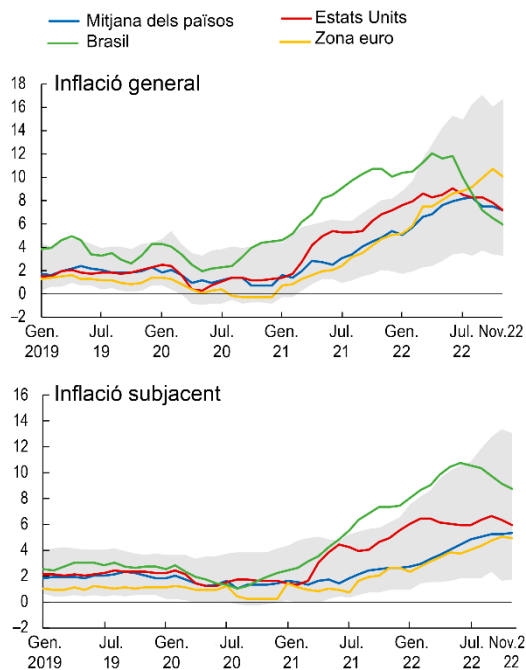 Mitjana dels països
Estats Units
Brasil
Zona euro
Inflació general
18
16
14
12
10
8
6
4
2
0
–2
Gen. Jul. Gen. Jul. Gen. Jul. Gen. Jul. Nov.22
2019 19 20 20 21 21 22 22
Inflació subjacent
16
14
12
10
8
6
4
2
0
–2
Gen. Jul. Gen. Jul. Gen. Jul. Gen. Jul. Nov.2
2019 19 20 20 21 21 22 22 22